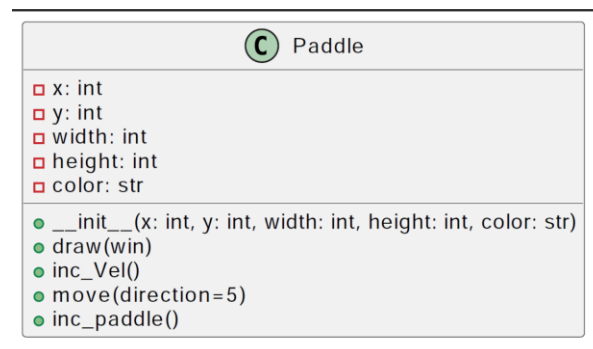 C Paddle
x: int
y: int
width: int
height: int
color: str
__init__(x: int, y: int, width: int, height: int, color: str)
draw(win)
inc_Vel()
move(direction=5)
inc_paddle()